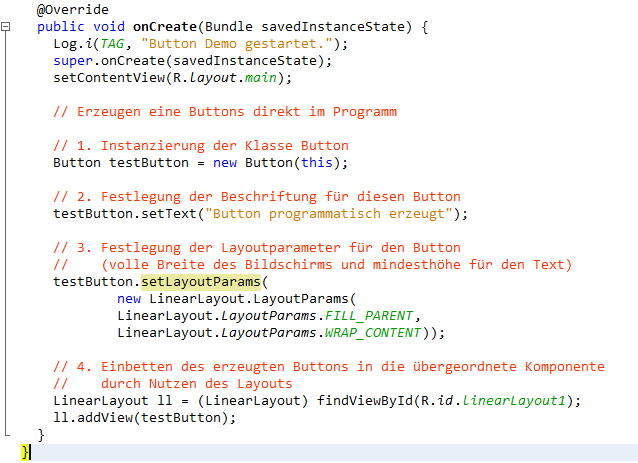 @Override
public void onCreate(Bundle savedInstanceState) {
Log.i(TAG, "Button Demo gestartet.");
super.onCreate(savedInstanceState);
setContentView(R.layout.main);
// Erzeugen eine Buttons direkt im Programm
// 1. Instanzierung der Klasse Button
Button testButton = new Button(this);
// 2. Festlegung der Beschriftung für diesen Button
testButton.setText("Button programmatisch erzeugt");
// 3. Festlegung der Layoutparameter für den Button
//    (volle Breite des Bildschirms und mindesthöhe für den Text)
testButton.setLayoutParams(
new LinearLayout.LayoutParams(
LinearLayout.LayoutParams.FILL_PARENT,
LinearLayout.LayoutParams.WRAP_CONTENT));
// 4. Einbetten des erzeugten Buttons in die übergeordnete Komponente
//    durch Nutzen des Layouts
LinearLayout ll = (LinearLayout) findViewById(R.id.linearLayout1);
ll.addView(testButton);
}
}